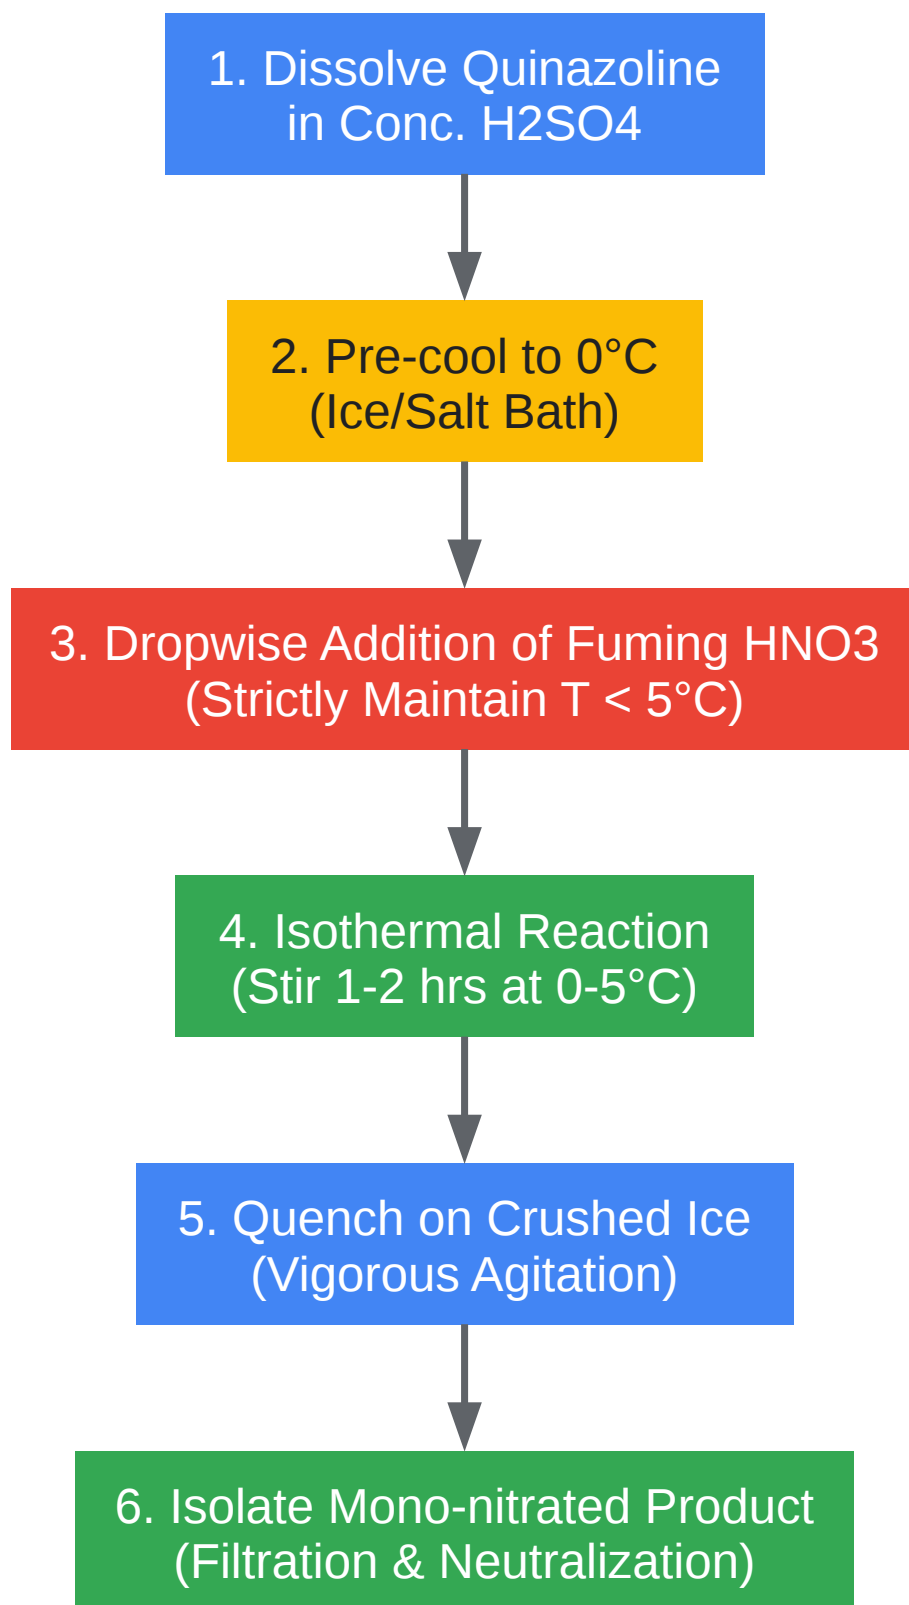 1. Dissolve Quinazoline
in Conc. H2SO4
2. Pre-cool to 0°C
(Ice/Salt Bath)
3. Dropwise Addition of Fuming HNO3
(Strictly Maintain T < 5°C)
4. Isothermal Reaction
(Stir 1-2 hrs at 0-5°C)
5. Quench on Crushed Ice
(Vigorous Agitation)
6. Isolate Mono-nitrated Product
(Filtration & Neutralization)